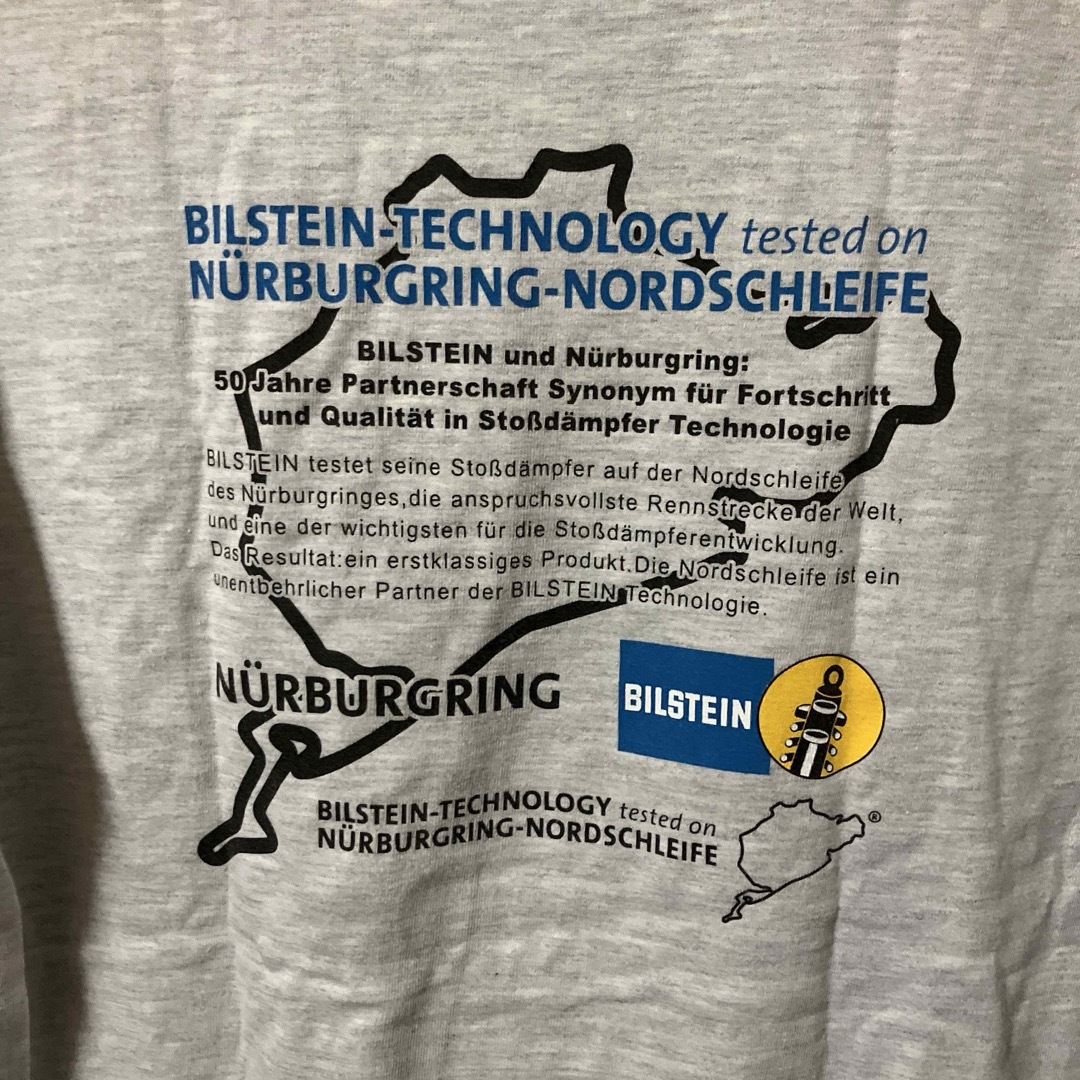 BILSTEIN-TECHNOLOGY tested on
NÜRBURGRING-NORDSCHLEIFE
BILSTEIN und Nürburgring:
50 Jahre Partnerschaft Synonym für Fortschritt
und Qualität in Stoßdämpfer Technologie
BILSTEIN testet seine Stoßdämpfer auf der Nordschleife
des Nürburgringes,die anspruchsvollste Rennstrecke der Welt,
und eine der wichtigsten für die Stoßdämpferentwicklung.
Das Resultat:ein erstklassiges Produkt.Die Nordschleife ist ein
unentbehrlicher Partner der BILSTEIN Technologie.
NÜRBURGRING
BILSTEIN
BILSTEIN-TECHNOLOGY tested on
NÜRBURGRING-NORDSCHLEIFE
®